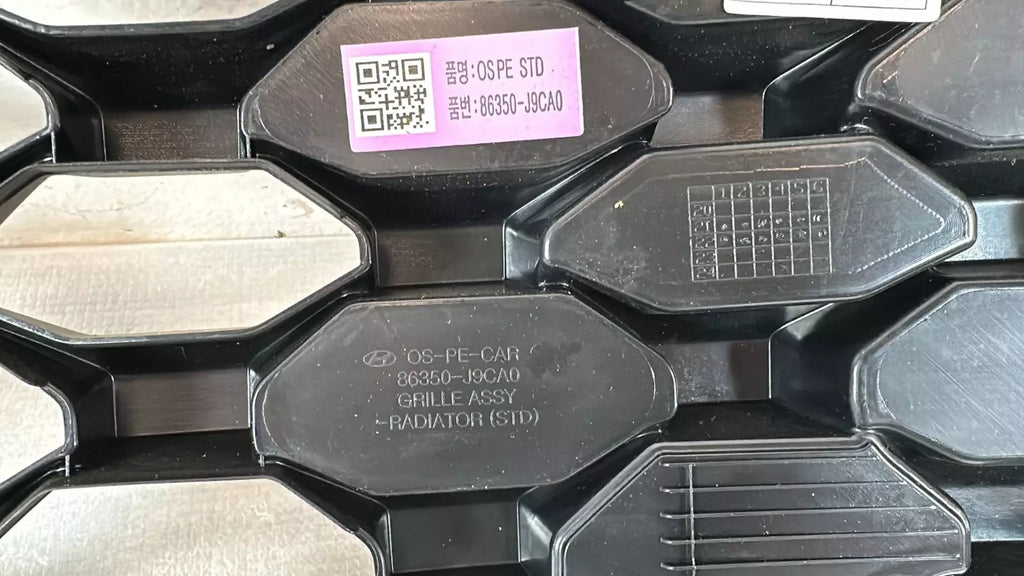 품명:OSPE STD
품번:86350-J9CA0
1 2 3 4 5 6
OS-PE-CAR
86350-J9CA0
GRILLE ASSY
-RADIATOR (STD)